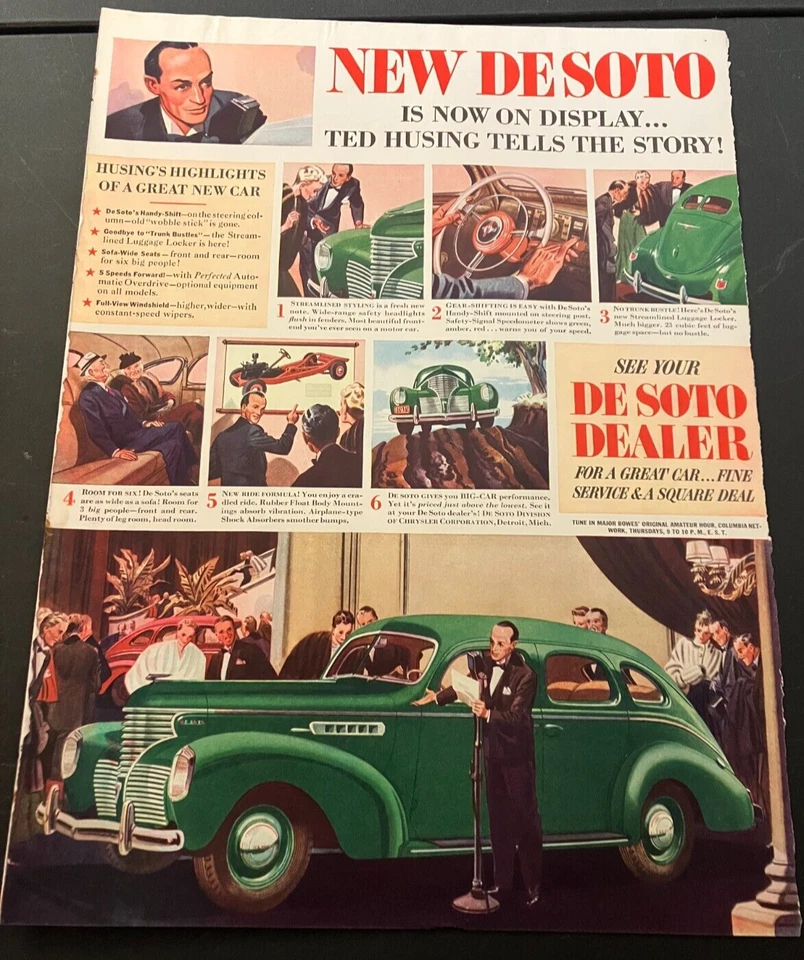 NEW DE SOTO
IS NOW ON DISPLAY...
TED HUSING TELLS THE STORY!
HUSING'S HIGHLIGHTS
OF A GREAT NEW CAR
★ De Soto's Handy-Shift—on the steering col-
umn—old "wobble stick" is gone.
★ Goodbye to "Trunk Bustles"—the Stream-
lined Luggage Locker is here!
★ Sofa-Wide Seats—front and rear—room
for six big people!
★ 5 Speeds Forward!—with Perfected Auto-
matic Overdrive—optional equipment
on all models.
★ Full-View Windshield—higher, wider—with
constant-speed wipers.
1 STREAMLINED STYLING is a fresh new
note. Wide-range safety headlights
flush in fenders. Most beautiful front-
end you've ever seen on a motor car.
2 GEAR-SHIFTING IS EASY with De Soto's
Handy-Shift mounted on steering post.
Safety-Signal Speedometer shows green,
amber, red... warns you of your speed.
3 NO TRUNK BUSTLE! Here's De Soto's
new Streamlined Luggage Locker.
Much bigger. 23 cubic feet of lug-
gage space—but no bustle.
4 ROOM FOR SIX! De Soto's seats
are as wide as a sofa! Room for
3 big people—front and rear.
Plenty of leg room, head room.
5 NEW RIDE FORMULA! You enjoy a cra-
dled ride. Rubber Float Body Mount-
ings absorb vibration. Airplane-type
Shock Absorbers smother bumps.
6 DE SOTO GIVES you BIG-CAR performance.
Yet it's priced just above the lowest. See it
at your De Soto dealer's! DE SOTO DIVISION
OF CHRYSLER CORPORATION, Detroit, Mich.
SEE YOUR
DE SOTO
DEALER
FOR A GREAT CAR...FINE
SERVICE & A SQUARE DEAL
TUNE IN MAJOR BOWES' ORIGINAL AMATEUR HOUR, COLUMBIA NET-
WORK, THURSDAYS, 9 TO 10 P. M., E. S. T.